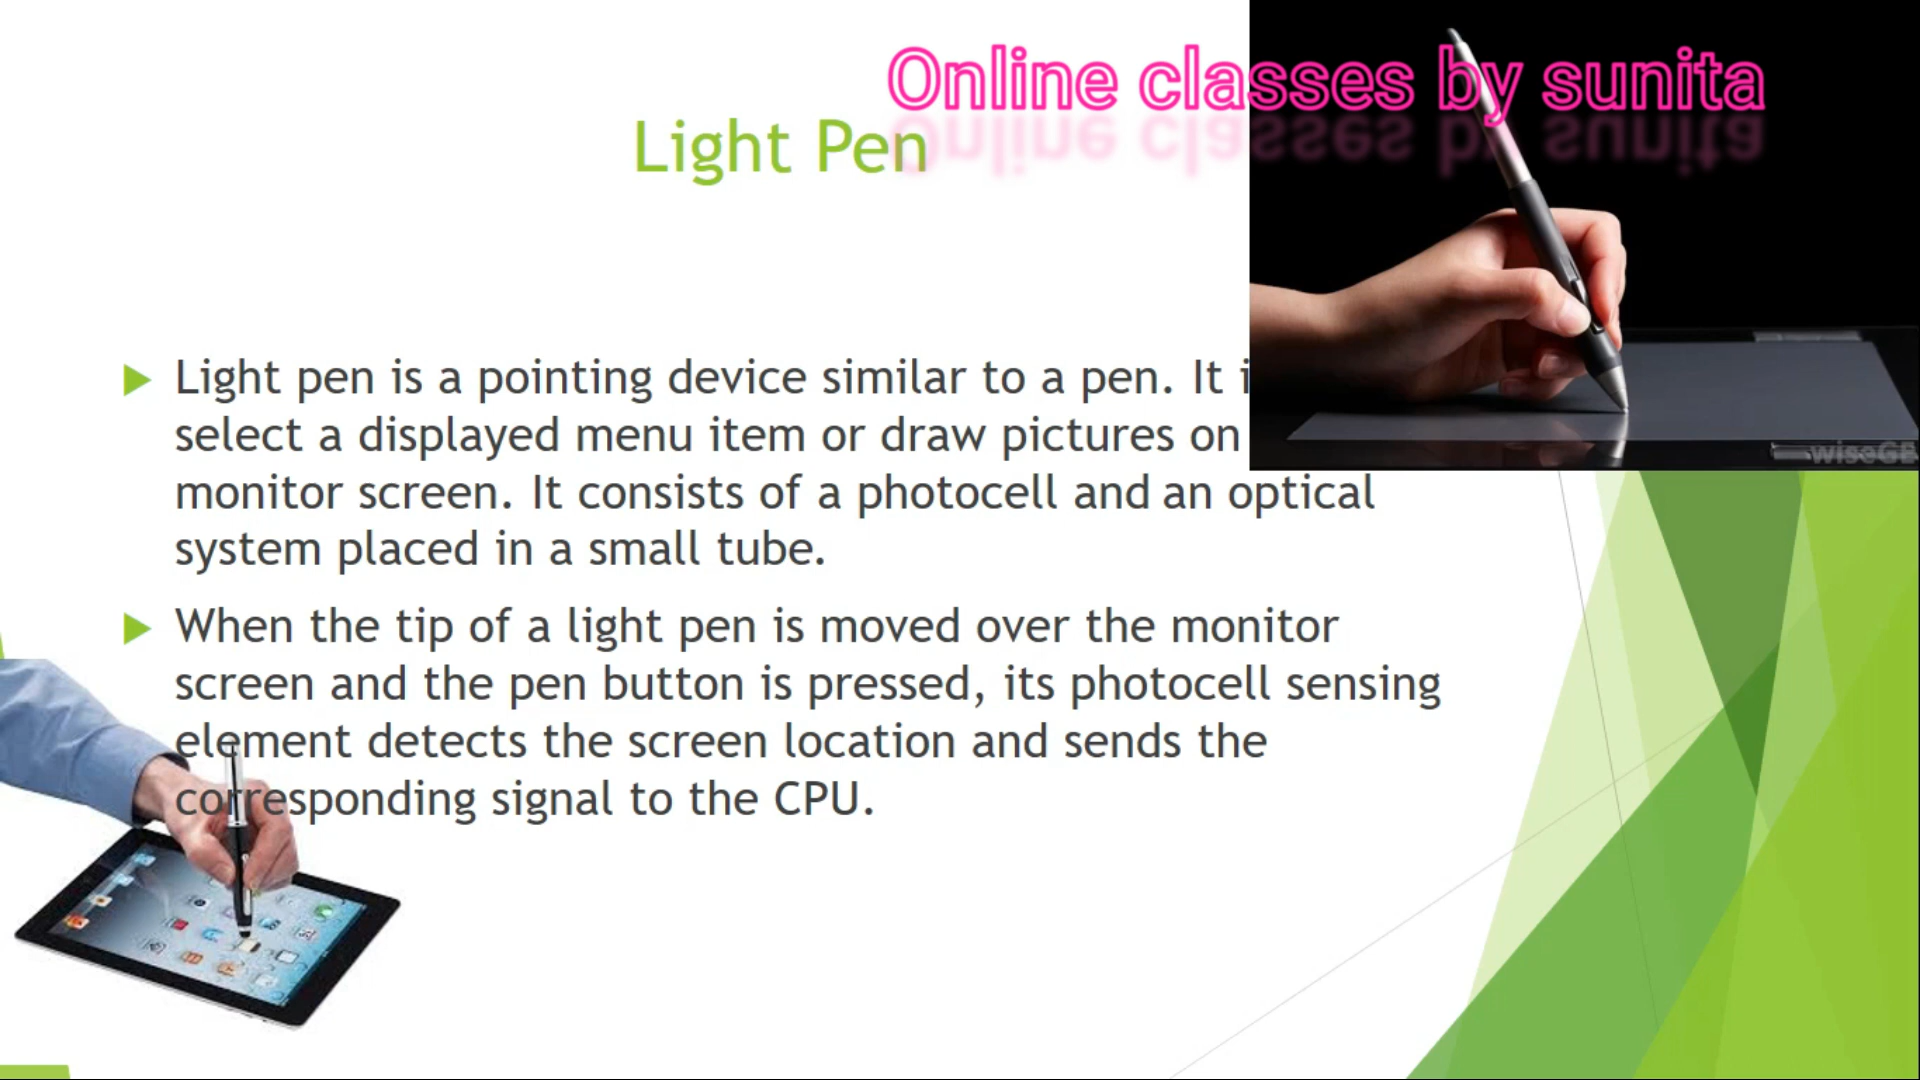 Online classes by sunita
Light Pen
Light pen is a pointing device similar to a pen. It
select a displayed menu item or draw pictures on
monitor screen. It consists of a photocell and an optical
system placed in a small tube.
When the tip of a light pen is moved over the monitor
screen and the pen button is pressed, its photocell sensing
element detects the screen location and sends the
corresponding signal to the CPU.